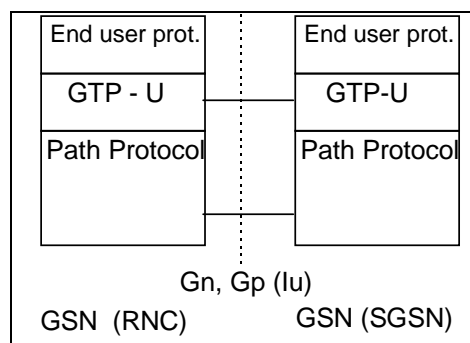 End user prot.
End user prot.
GTP - U
GTP-U
Path Protocol
Path Protocol
Gn, Gp (Iu)
GSN (RNC)
GSN (SGSN)